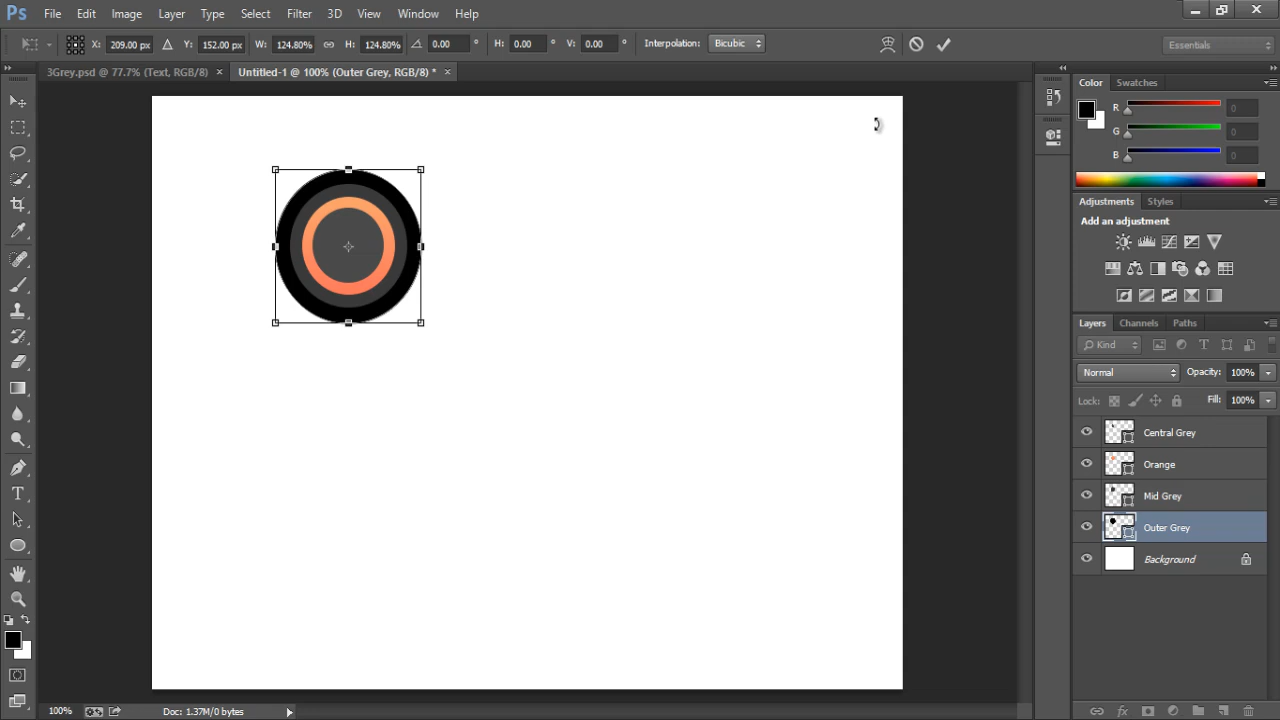 Ps File Edit Image Layer Type Select Filter 3D View Window Help
X: 209.00 px Y: 152.00 px W: 124.80% H: 124.80% 0.00 ° H: 0.00 ° V: 0.00 ° Interpolation: Bicubic Essentials
3Grey.psd @ 77.7% (Text, RGB/8) × Untitled-1 @ 100% (Outer Grey, RGB/8) * ×
Color Swatches
R 0
G 0
B 0
Adjustments Styles
Add an adjustment
Layers Channels Paths
Kind
Normal Opacity: 100%
Lock: Fill: 100%
Central Grey
Orange
Mid Grey
Outer Grey
Background
100% Doc: 1.37M/0 bytes